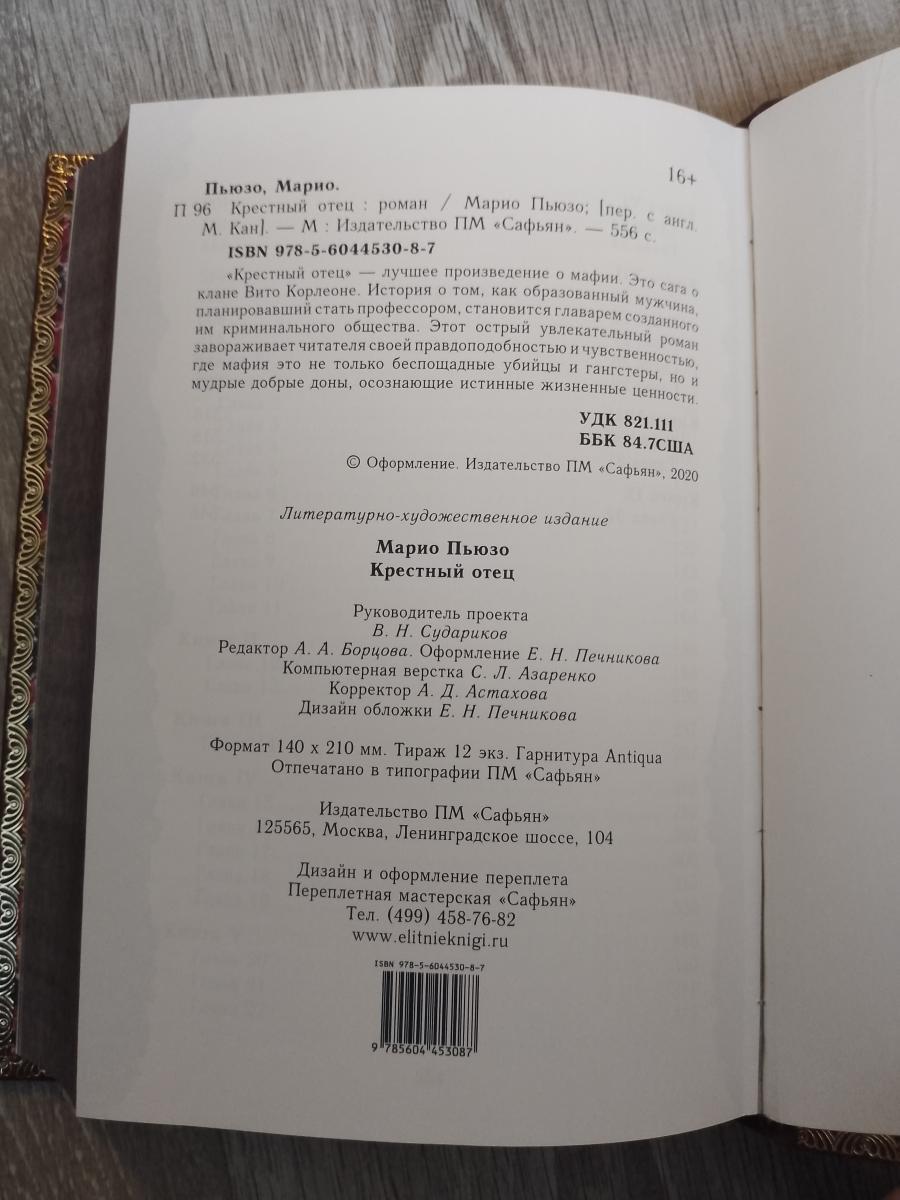 16+
Пьюзо, Марио.
П 96 Крестный отец : роман / Марио Пьюзо; [пер. с англ.
М. Кан]. — М : Издательство ПМ «Сафьян». — 556 с.
ISBN 978-5-6044530-8-7
«Крестный отец» — лучшее произведение о мафии. Это сага о
клане Вито Корлеоне. История о том, как образованный мужчина,
планировавший стать профессором, становится главарем созданного
им криминального общества. Этот острый увлекательный роман
завораживает читателя своей правдоподобностью и чувственностью,
где мафия это не только беспощадные убийцы и гангстеры, но и
мудрые добрые доны, осознающие истинные жизненные ценности.
УДК 821.111
ББК 84.7США
© Оформление. Издательство ПМ «Сафьян», 2020
Литературно-художественное издание
Марио Пьюзо
Крестный отец
Руководитель проекта
В. Н. Судариков
Редактор А. А. Борцова. Оформление Е. Н. Печникова
Компьютерная верстка С. Л. Азаренко
Корректор А. Д. Астахова
Дизайн обложки Е. Н. Печникова
Формат 140 х 210 мм. Тираж 12 экз. Гарнитура Antiqua
Отпечатано в типографии ПМ «Сафьян»
Издательство ПМ «Сафьян»
125565, Москва, Ленинградское шоссе, 104
Дизайн и оформление переплета
Переплетная мастерская «Сафьян»
Тел. (499) 458-76-82
www.elitnieknigi.ru
ISBN 978-5-6044530-8-7
9 785604 453087